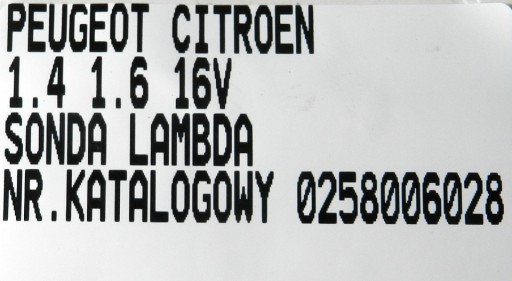 PEUGEOT CITROEN
1.4 1.6 16V
SONDA LAMBDA
NR.KATALOGOWY 0258006028